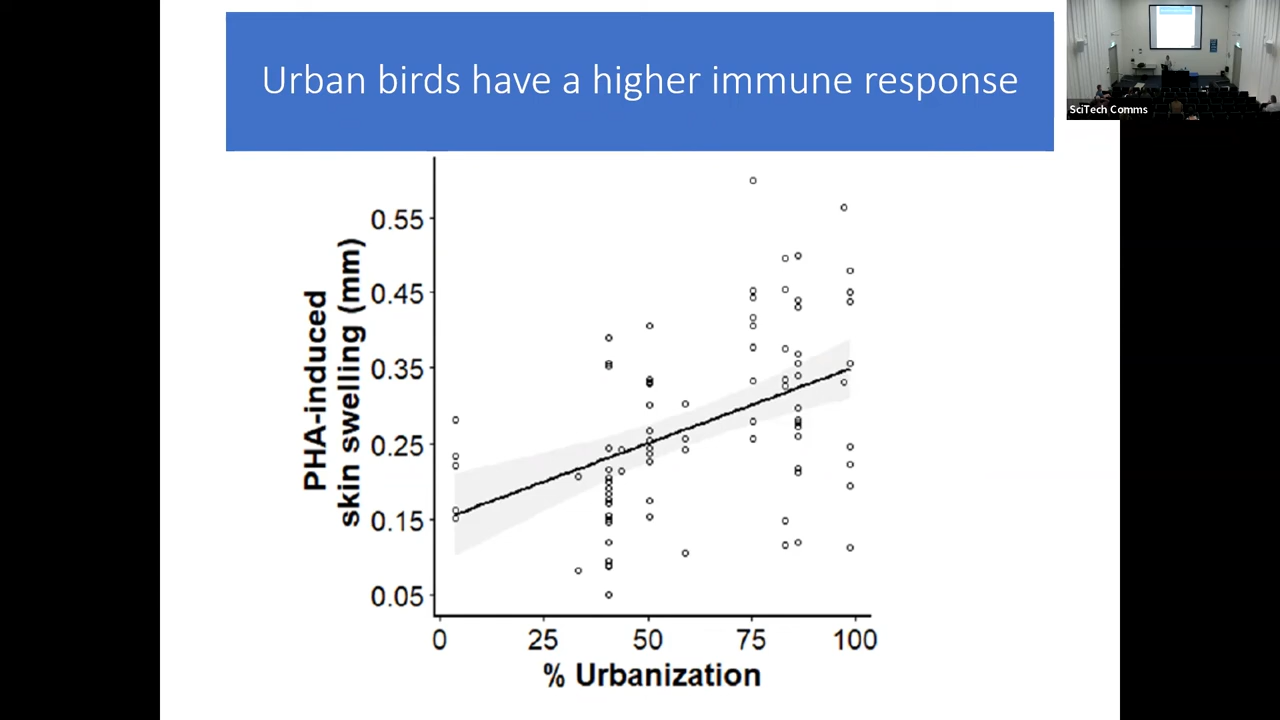 Urban birds have a higher immune response
SciTech Comms
PHA-induced
skin swelling (mm)
0.55
0.45
0.35
0.25
0.15
0.05
0 25 50 75 100
% Urbanization